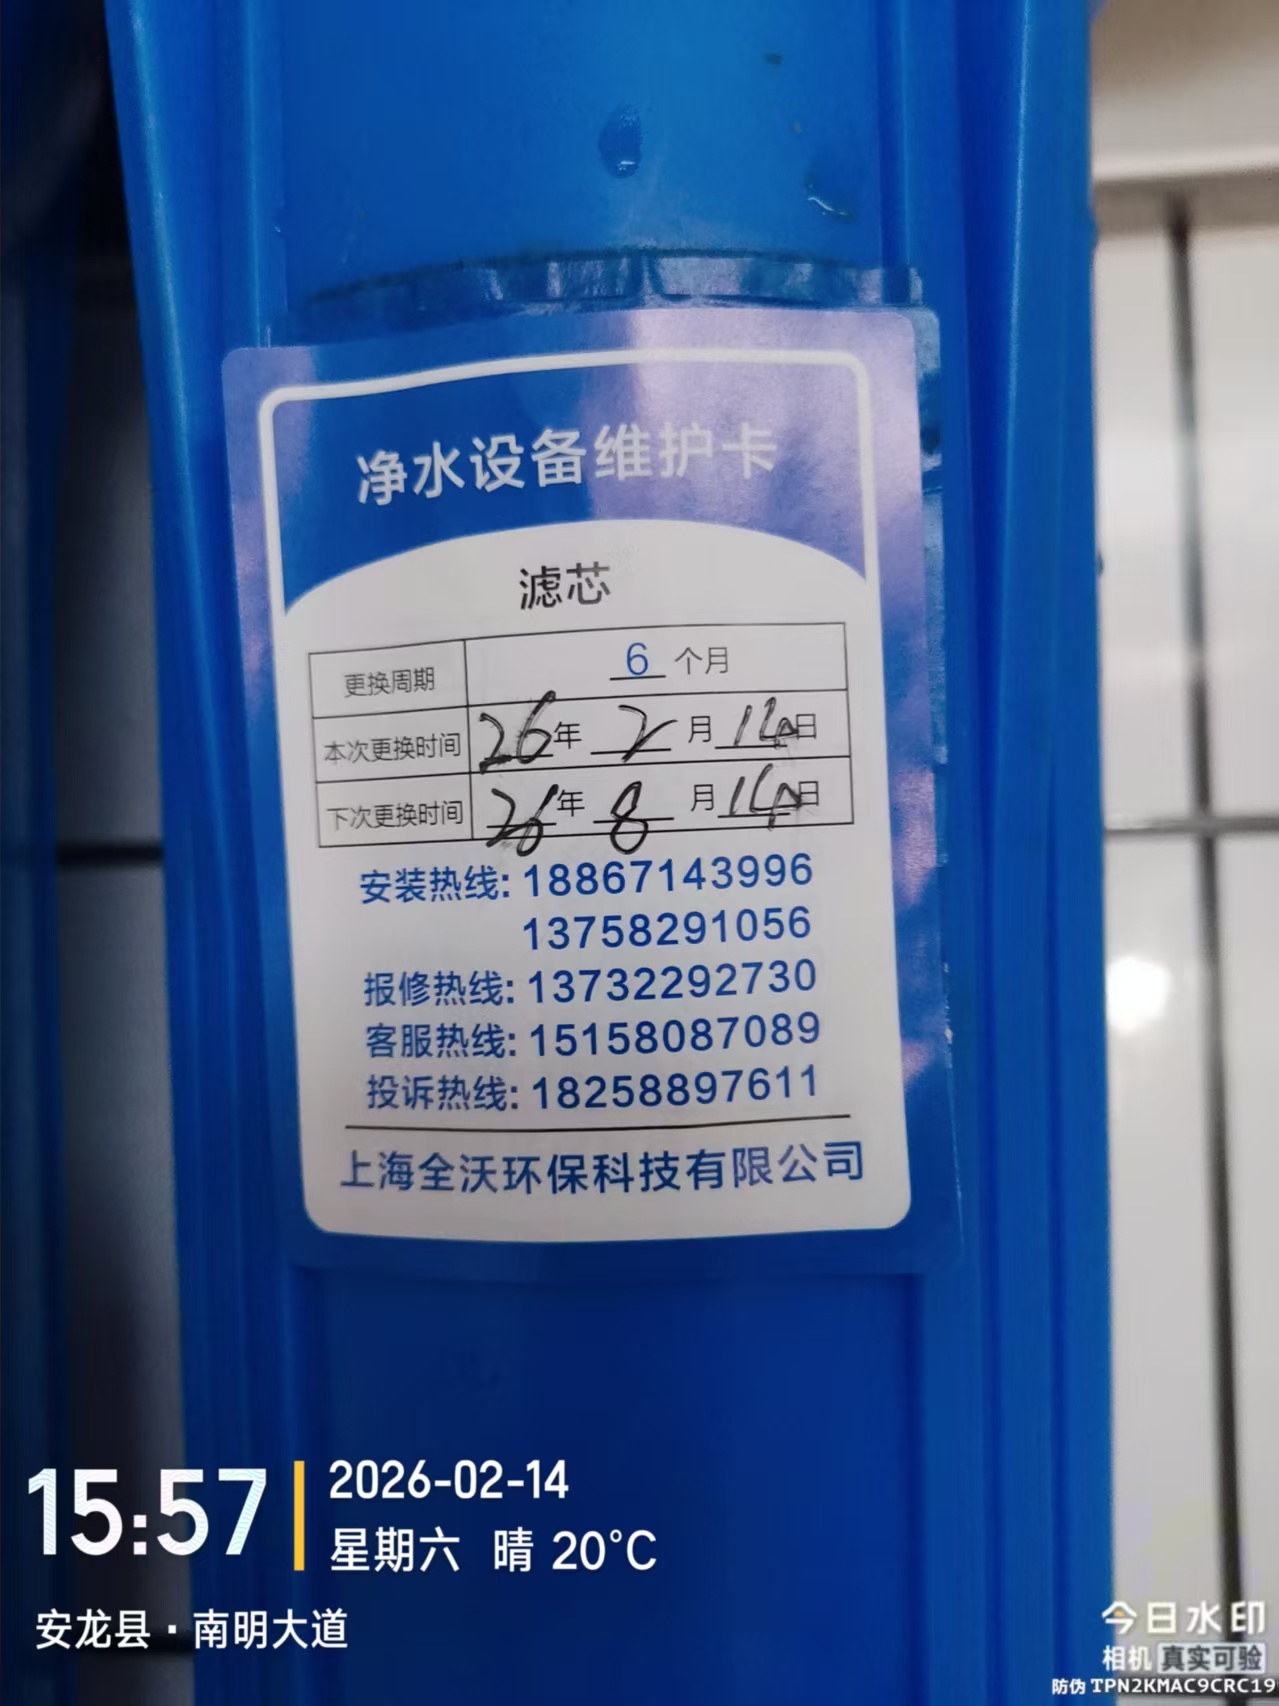 净水设备维护卡
滤芯
更换周期 6 个月
本次更换时间 26年 2 月 14日
下次更换时间 26年 8 月 14日
安装热线: 18867143996
13758291056
报修热线: 13732292730
客服热线: 15158087089
投诉热线: 18258897611
上海全沃环保科技有限公司
15:57
2026-02-14
星期六 晴 20°C
安龙县·南明大道
今日水印
相机 真实可验
防伪 TPN2KMAC9CRC19